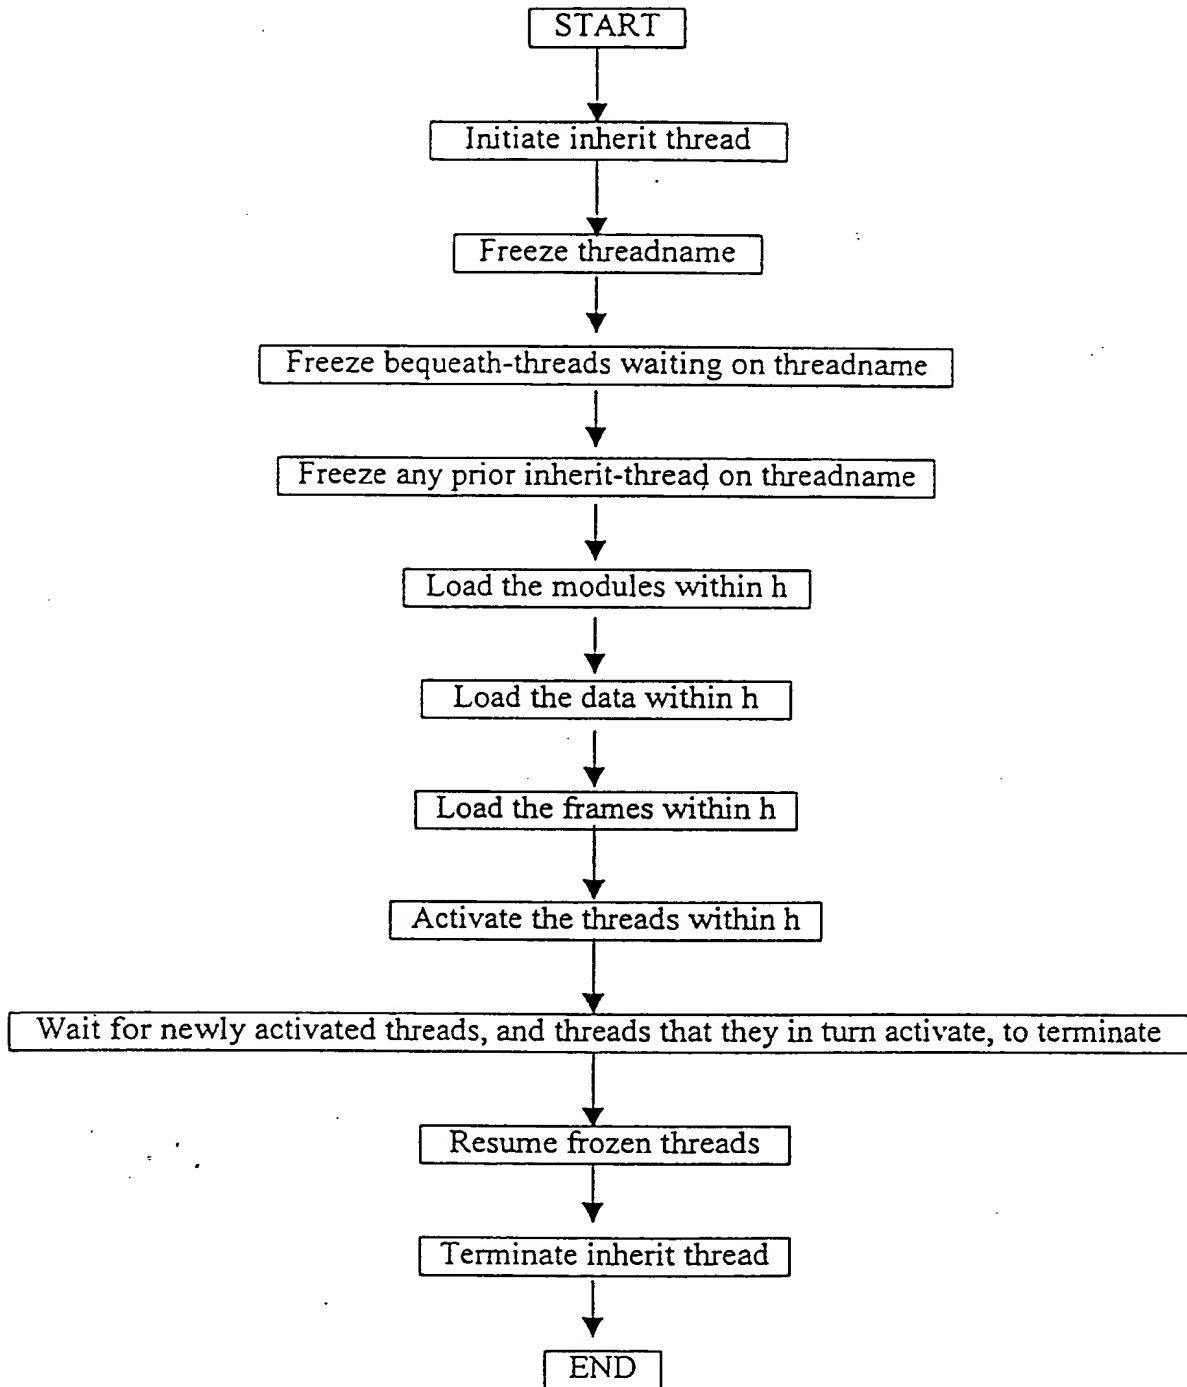 START
Initiate inherit thread
Freeze threadname
Freeze bequeath-threads waiting on threadname
Freeze any prior inherit-thread on threadname
Load the modules within h
Load the data within h
Load the frames within h
Activate the threads within h
Wait for newly activated threads, and threads that they in turn activate, to terminate
Resume frozen threads
Terminate inherit thread
END